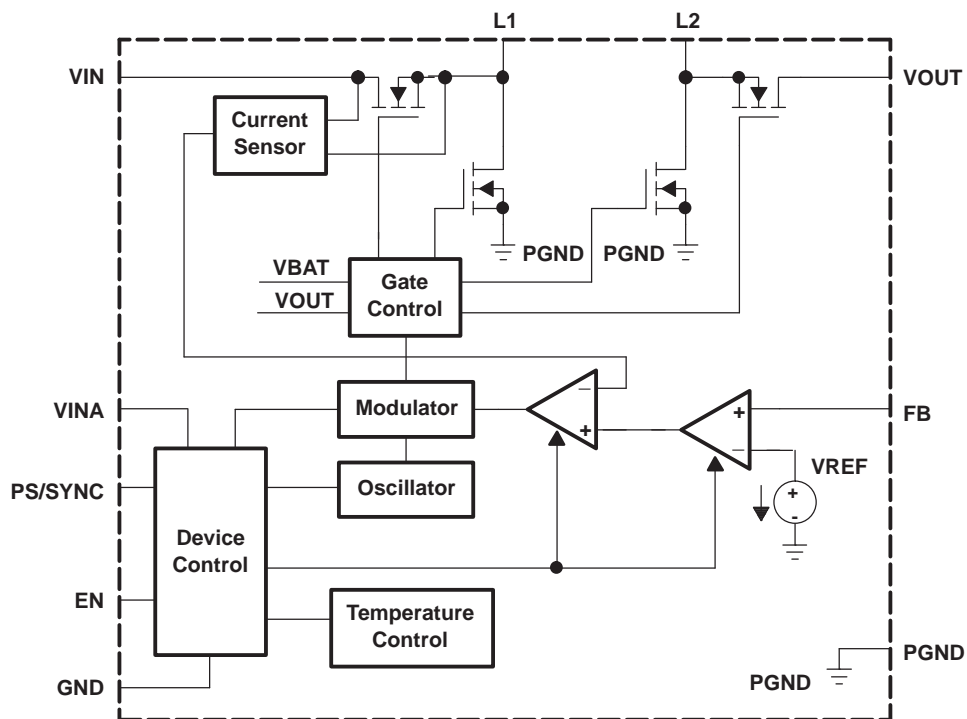 L1
L2
VIN
VOUT
Current
Sensor
PGND
PGND
VBAT
VOUT
Gate
Control
VINA
Modulator
−
+
+
−
FB
PS/SYNC
Oscillator
VREF
+
-
Device
Control
EN
Temperature
Control
GND
PGND
PGND